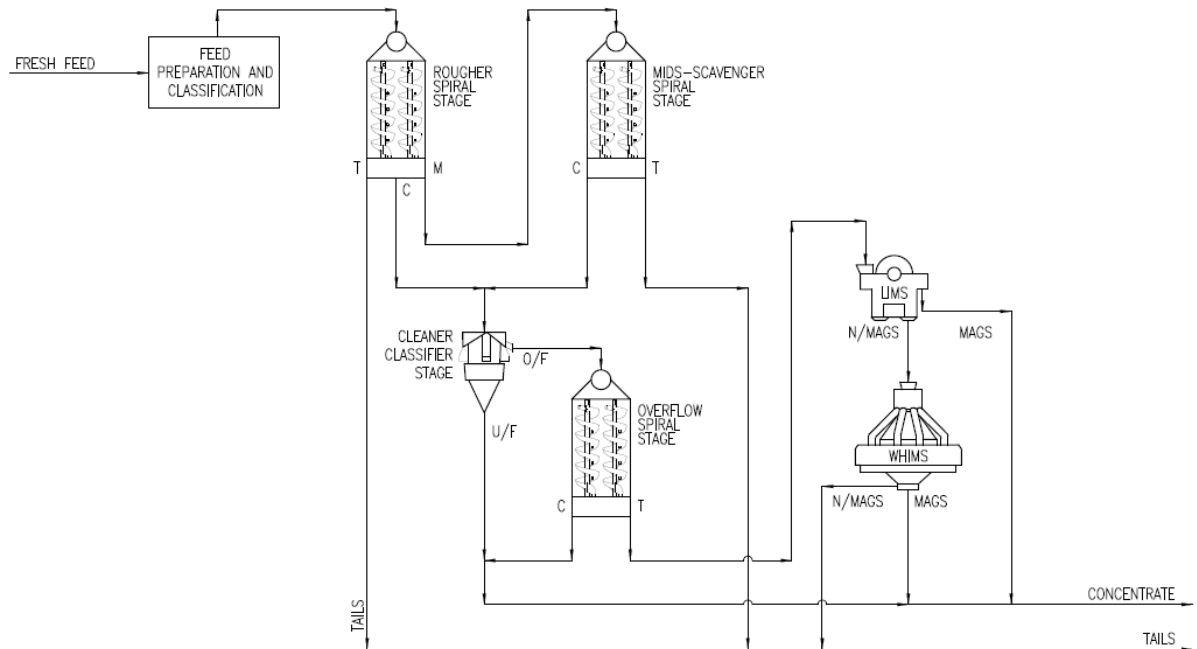 FRESH FEED
FEED
PREPARATION AND
CLASSIFICATION
ROUGHER
SPIRAL
STAGE
T
M
C
MIDS-SCAVENGER
SPIRAL
STAGE
C
T
LIMS
N/MAGS
MAGS
CLEANER
CLASSIFIER
STAGE
O/F
U/F
OVERFLOW
SPIRAL
STAGE
C
T
WHIMS
N/MAGS
MAGS
TAILS
CONCENTRATE
TAILS